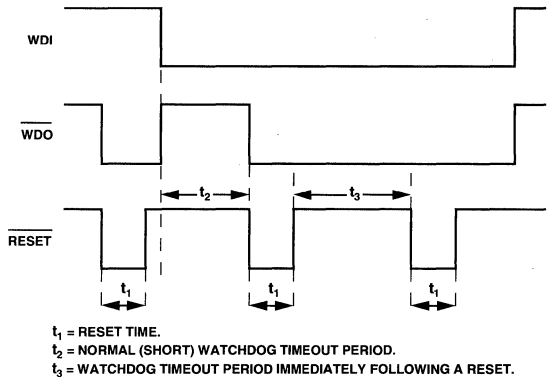 WDI
WDO
t2
t3
RESET
t1
t1
t1
t1 = RESET TIME.
t2 = NORMAL (SHORT) WATCHDOG TIMEOUT PERIOD.
t3 = WATCHDOG TIMEOUT PERIOD IMMEDIATELY FOLLOWING A RESET.